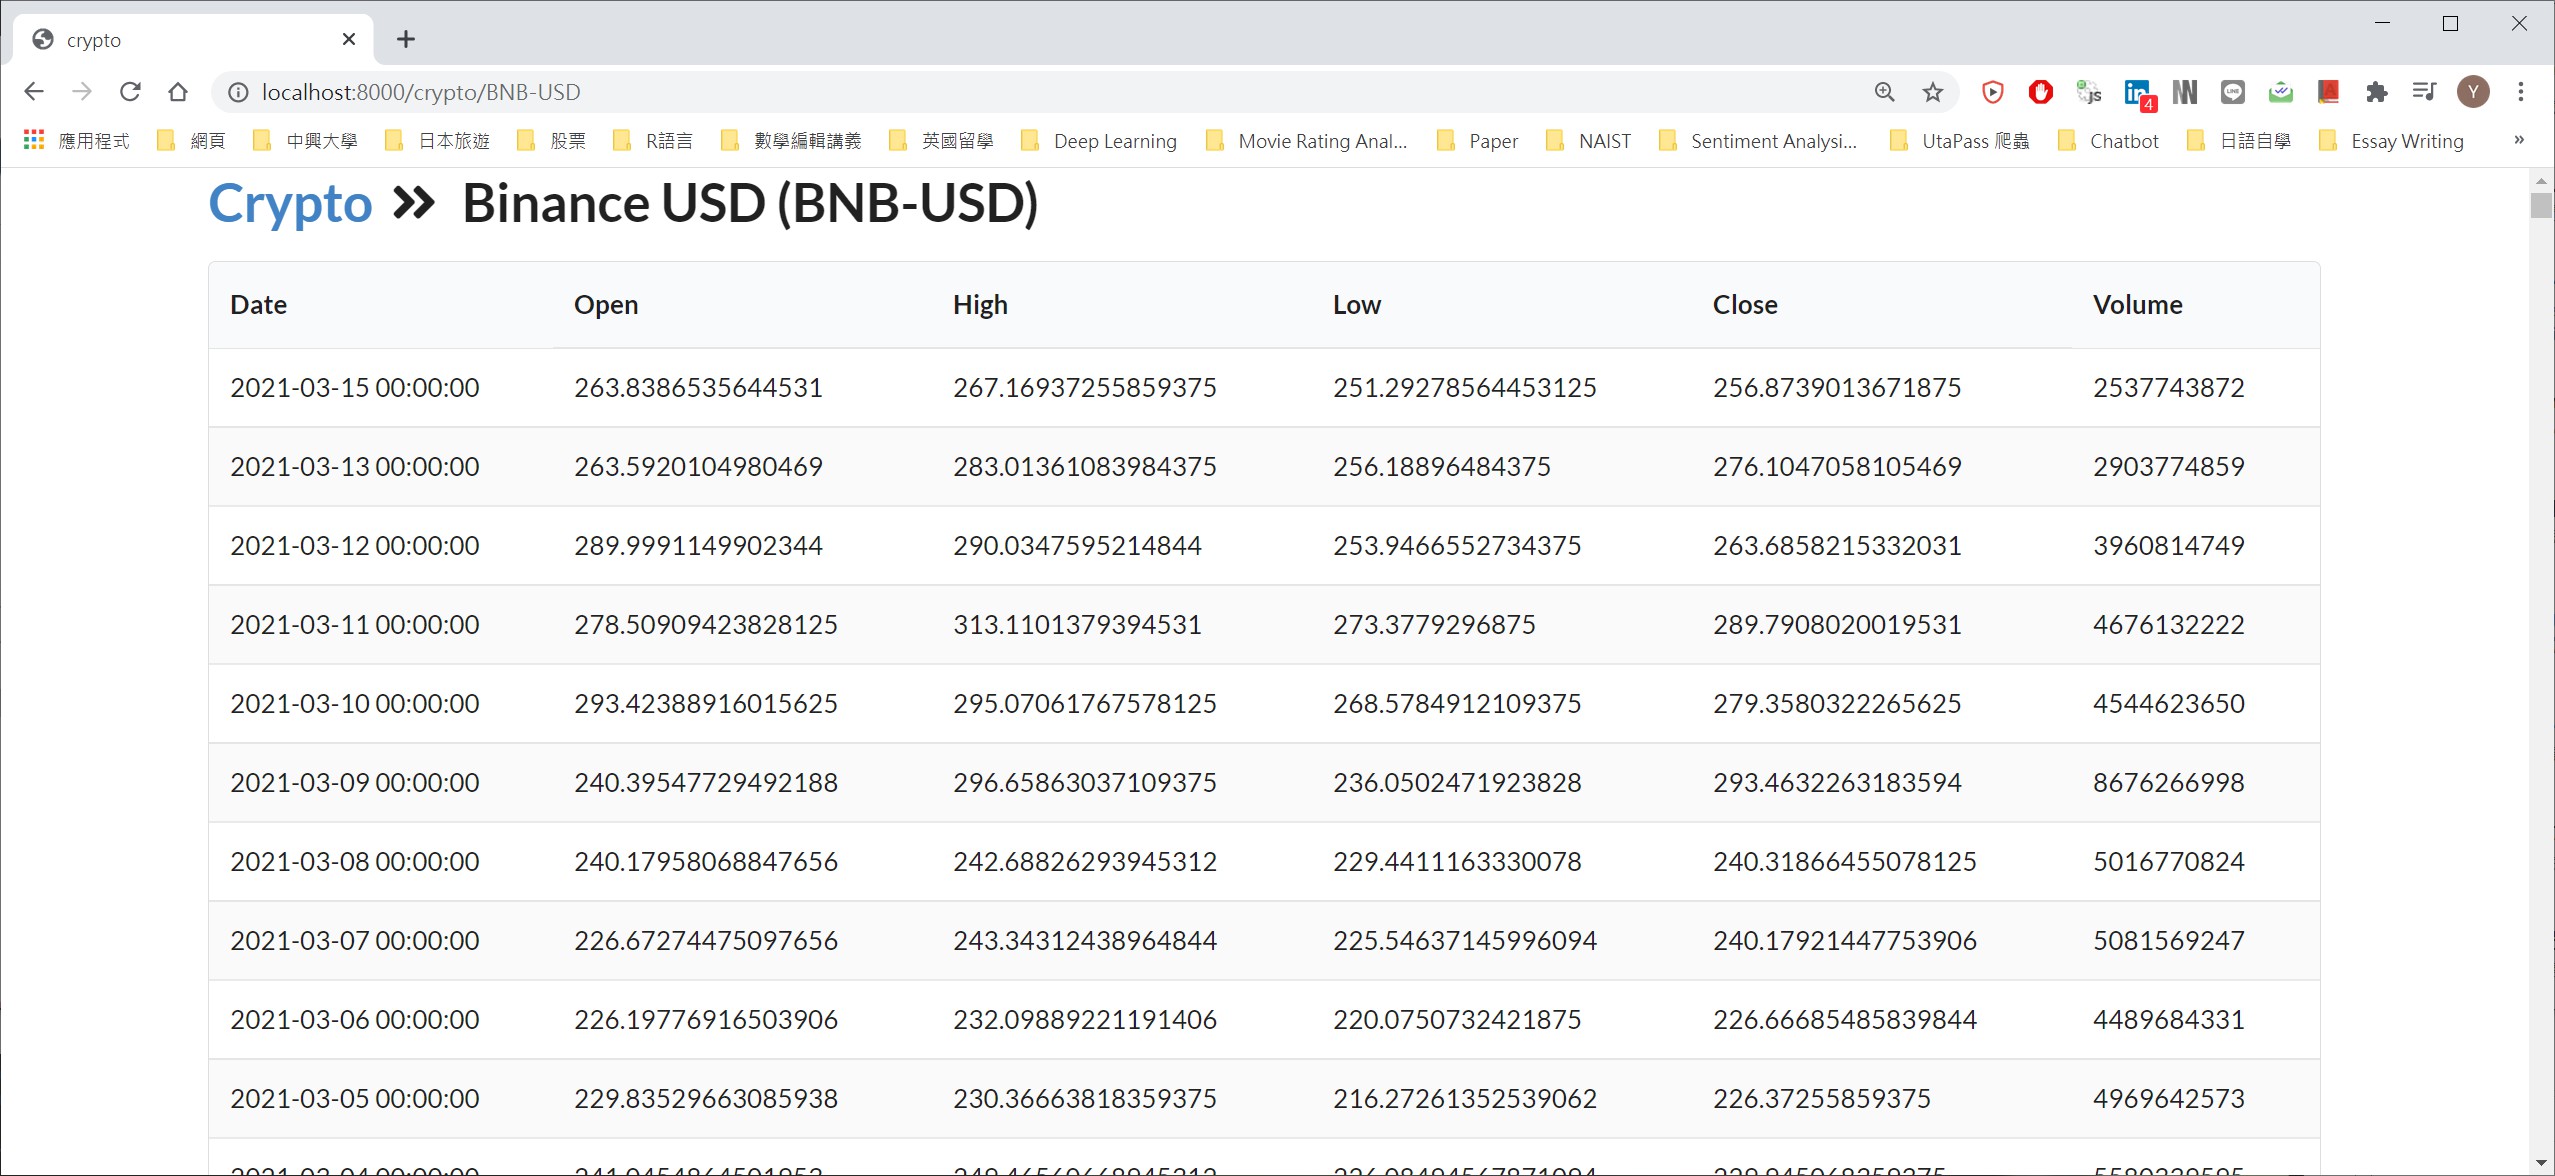 crypto
localhost:8000/crypto/BNB-USD
js
in
4
N
LINE
A
Y
應用程式 網頁 中興大學 日本旅遊 股票 R語言 數學編輯講義 英國留學 Deep Learning Movie Rating Anal... Paper NAIST Sentiment Analysi... UtaPass 爬蟲 Chatbot 日語自學 Essay Writing »
Crypto » Binance USD (BNB-USD)
Date Open High Low Close Volume
2021-03-15 00:00:00 263.8386535644531 267.16937255859375 251.29278564453125 256.8739013671875 2537743872
2021-03-13 00:00:00 263.5920104980469 283.01361083984375 256.18896484375 276.1047058105469 2903774859
2021-03-12 00:00:00 289.9991149902344 290.0347595214844 253.9466552734375 263.6858215332031 3960814749
2021-03-11 00:00:00 278.50909423828125 313.1101379394531 273.3779296875 289.7908020019531 4676132222
2021-03-10 00:00:00 293.42388916015625 295.07061767578125 268.5784912109375 279.3580322265625 4544623650
2021-03-09 00:00:00 240.39547729492188 296.65863037109375 236.0502471923828 293.4632263183594 8676266998
2021-03-08 00:00:00 240.17958068847656 242.68826293945312 229.4411163330078 240.31866455078125 5016770824
2021-03-07 00:00:00 226.67274475097656 243.34312438964844 225.54637145996094 240.17921447753906 5081569247
2021-03-06 00:00:00 226.19776916503906 232.09889221191406 220.0750732421875 226.66685485839844 4489684331
2021-03-05 00:00:00 229.83529663085938 230.36663818359375 216.27261352539062 226.37255859375 4969642573